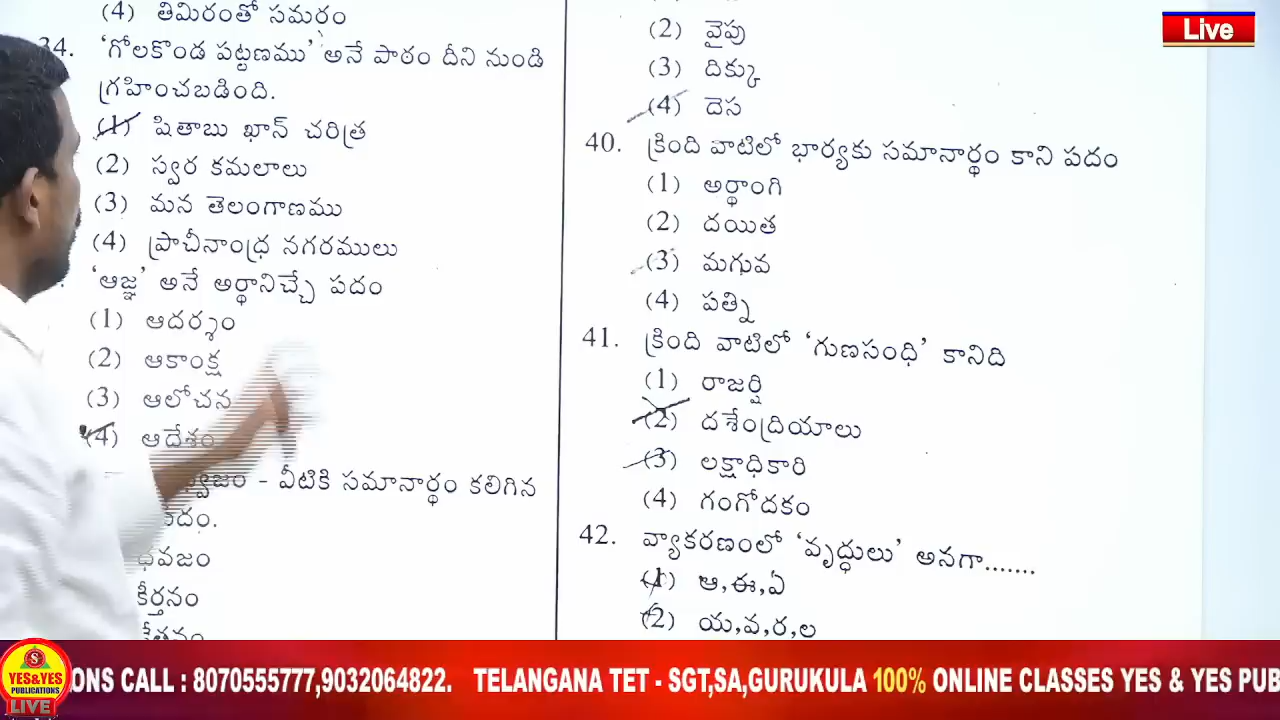 (4) తిమిరంతో సమరం
34. 'గోలకొండ పట్టణము' అనే పాఠం దీని నుండి
గ్రహించబడింది.
(1) షితాబు ఖాన్ చరిత్ర
(2) స్వర కమలాలు
(3) మన తెలంగాణము
(4) ప్రాచీనాంధ్ర నగరములు
'ఆజ్ఞ' అనే అర్థానిచ్చే పదం
(1) ఆదర్శం
(2) ఆకాంక్ష
(3) ఆలోచన
(4) ఆదేశం
- వీటికి సమానార్థం కలిగిన
పదం.
ధ్వజం
కీర్తనం
(2) వైపు
(3) దిక్కు
(4) దెస
40. క్రింది వాటిలో భార్యకు సమానార్థం కాని పదం
(1) అర్థాంగి
(2) దయిత
(3) మగువ
(4) పత్ని
41. క్రింది వాటిలో 'గుణసంధి' కానిది
(1) రాజర్షి
(2) దశేంద్రియాలు
(3) లక్షాధికారి
(4) గంగోదకం
42. వ్యాకరణంలో 'వృద్ధులు' అనగా.......
(1) ఆ,ఈ,ఏ
(2) య,వ,ర,ల
Live
YES&YES
PUBLICATIONS
LIVE
ONS CALL : 8070555777,9032064822. TELANGANA TET - SGT,SA,GURUKULA 100% ONLINE CLASSES YES & YES PUB